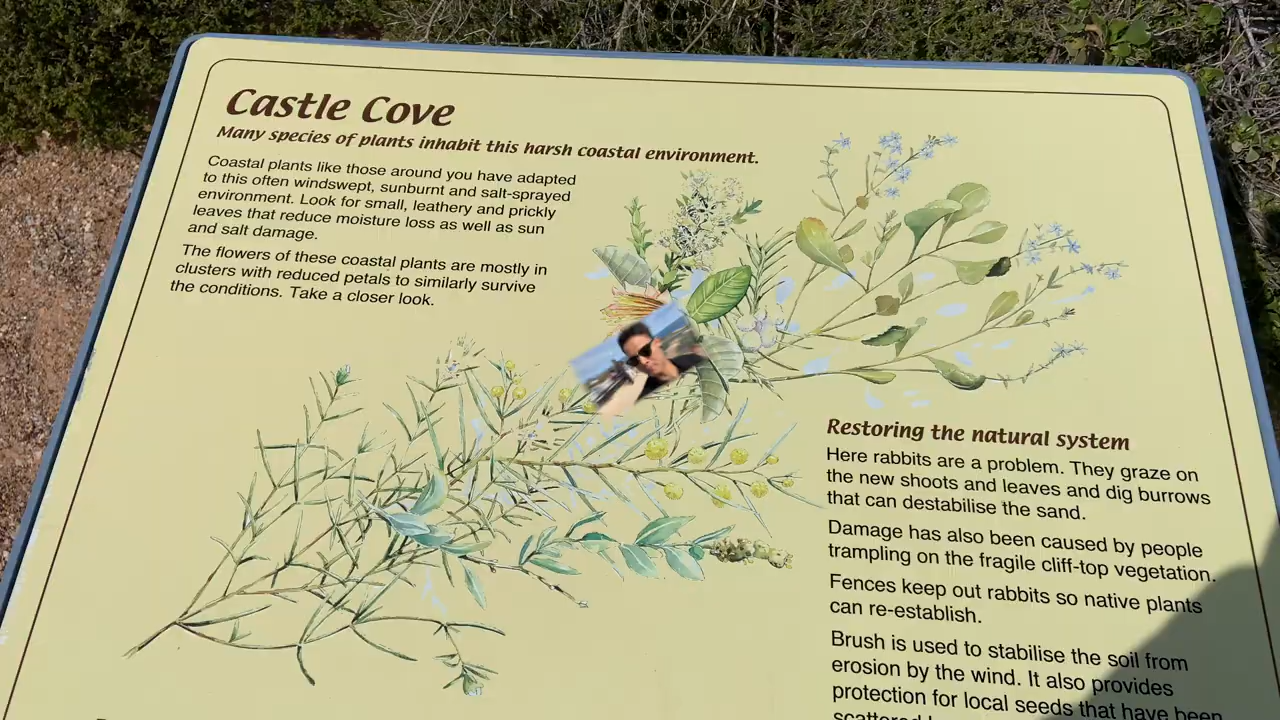 Castle Cove
Many species of plants inhabit this harsh coastal environment.
Coastal plants like those around you have adapted
to this often windswept, sunburnt and salt-sprayed
environment. Look for small, leathery and prickly
leaves that reduce moisture loss as well as sun
and salt damage.
The flowers of these coastal plants are mostly in
clusters with reduced petals to similarly survive
the conditions. Take a closer look.
Restoring the natural system
Here rabbits are a problem. They graze on
the new shoots and leaves and dig burrows
that can destabilise the sand.
Damage has also been caused by people
trampling on the fragile cliff-top vegetation.
Fences keep out rabbits so native plants
can re-establish.
Brush is used to stabilise the soil from
erosion by the wind. It also provides
protection for local seeds that have been
scattered